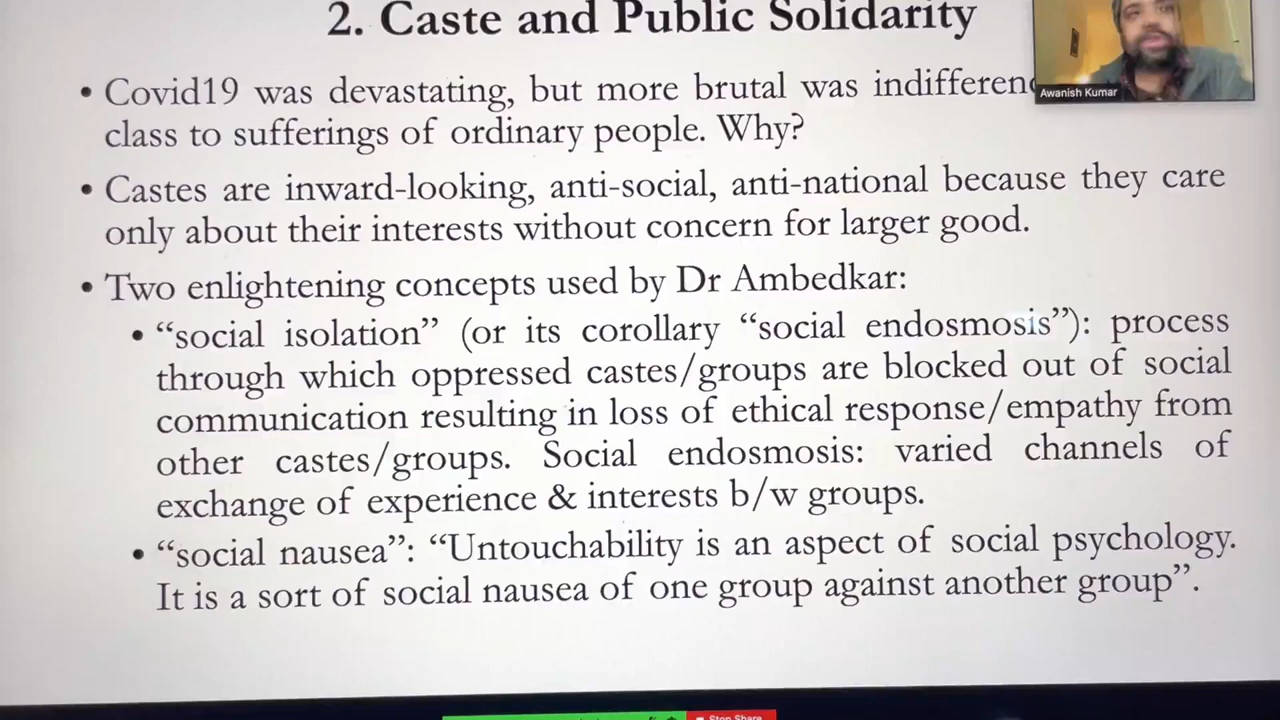 2. Caste and Public Solidarity
• Covid19 was devastating, but more brutal was
class to sufferings of ordinary people. Why?
• Castes are inward-looking, anti-social, anti-national because they care
only about their interests without concern for larger good.
• Two enlightening concepts used by Dr Ambedkar:
• “social isolation” (or its corollary “social endosmosis”): process
through which oppressed castes/groups are blocked out of social
communication resulting in loss of ethical response/empathy from
other castes/groups. Social endosmosis: varied channels of
exchange of experience & interests b/w groups.
• “social nausea”: “Untouchability is an aspect of social psychology.
It is a sort of social nausea of one group against another group”.
Awanish Kumar
Stop Share